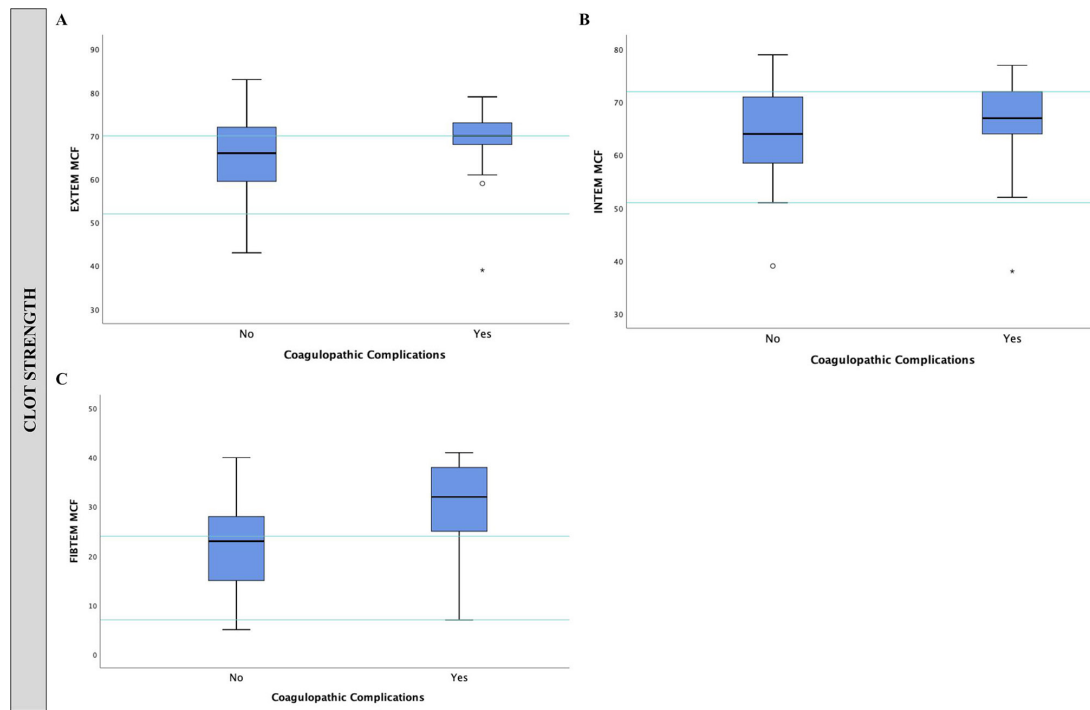 CLOT STRENGTH
A
90
80
70
60
50
40
30
EXTEM MCF
No
Yes
Coagulopathic Complications
B
80
70
60
50
40
30
INTEM MCF
No
Yes
Coagulopathic Complications
C
50
40
30
20
10
0
FIBTEM MCF
No
Yes
Coagulopathic Complications